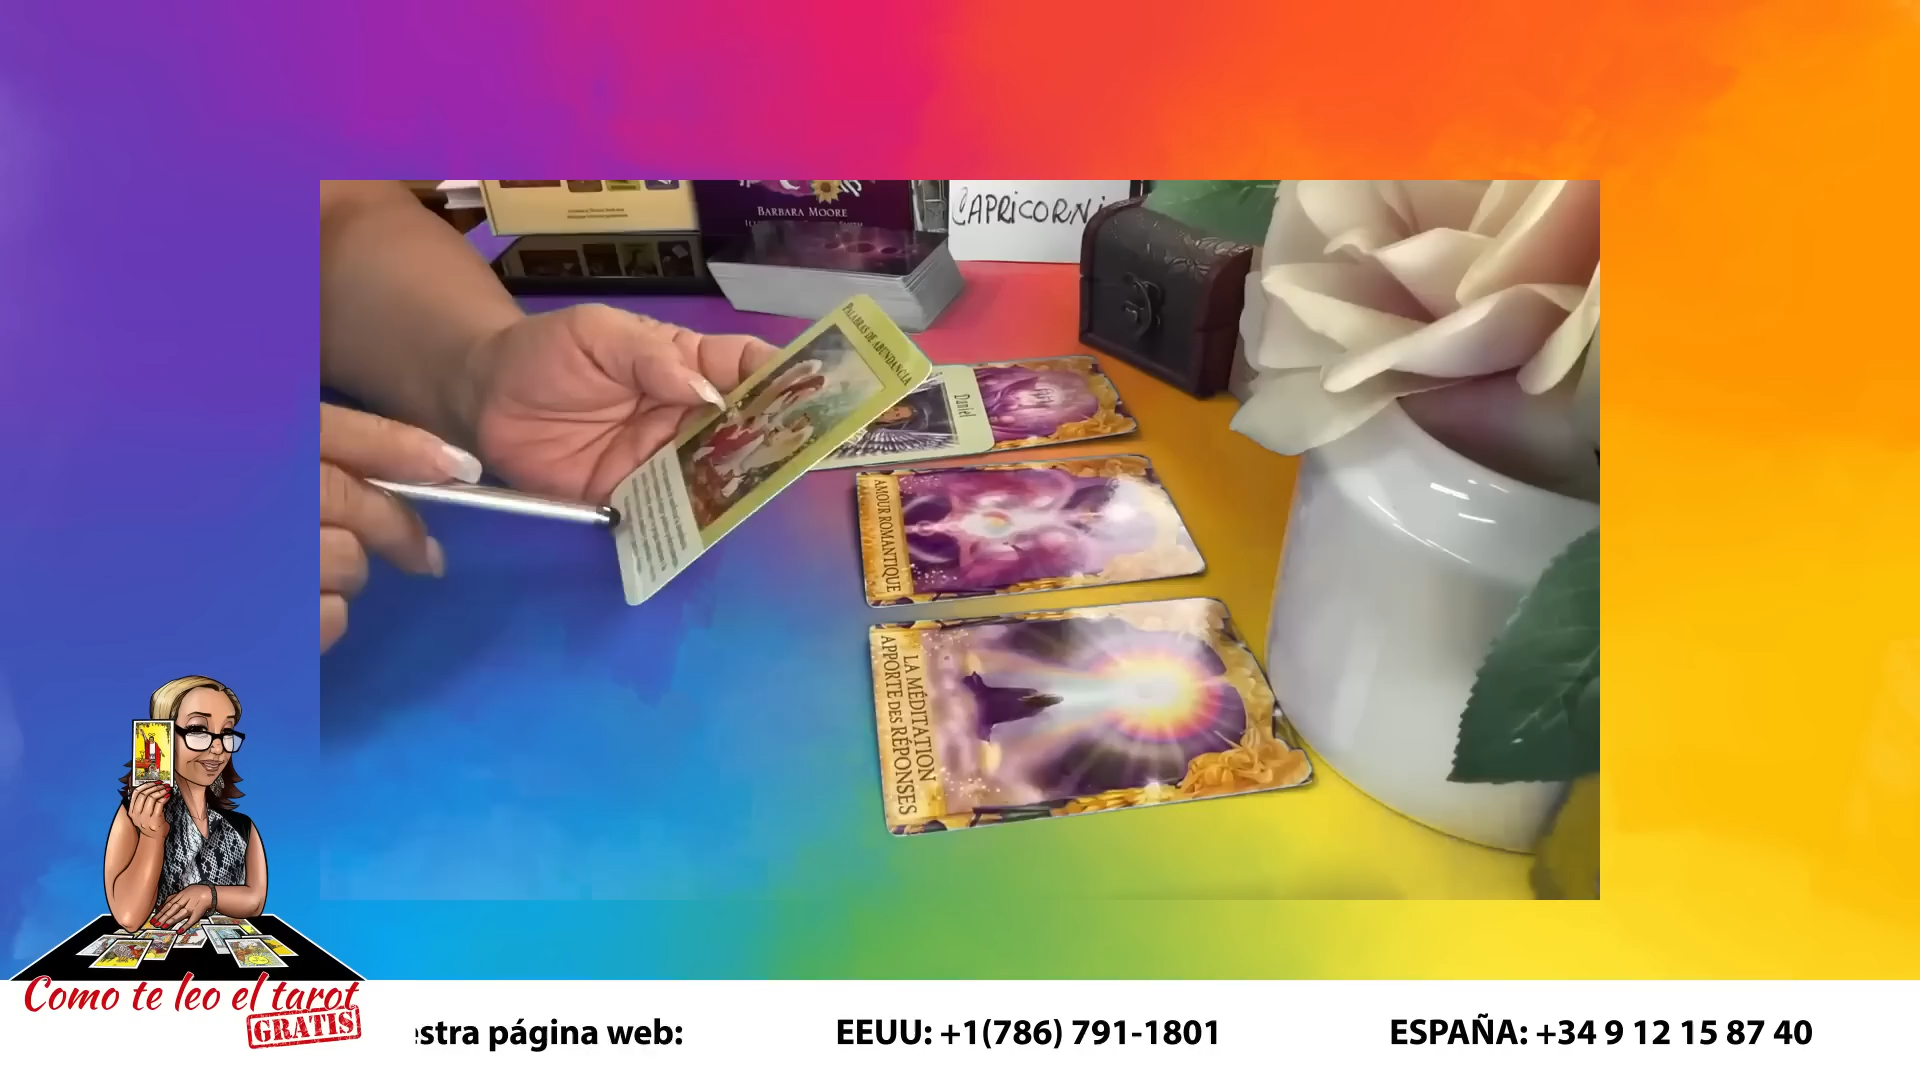 BARBARA MOORE
CAPRICORNI
PALABRAS DE ABUNDANCIA
Daniel
AMOUR ROMANTIQUE
LA MÉDITATION
APPORTE DES RÉPONSES
Como te leo el tarot
GRATIS
estra página web:
EEUU: +1(786) 791-1801
ESPAÑA: +34 9 12 15 87 40